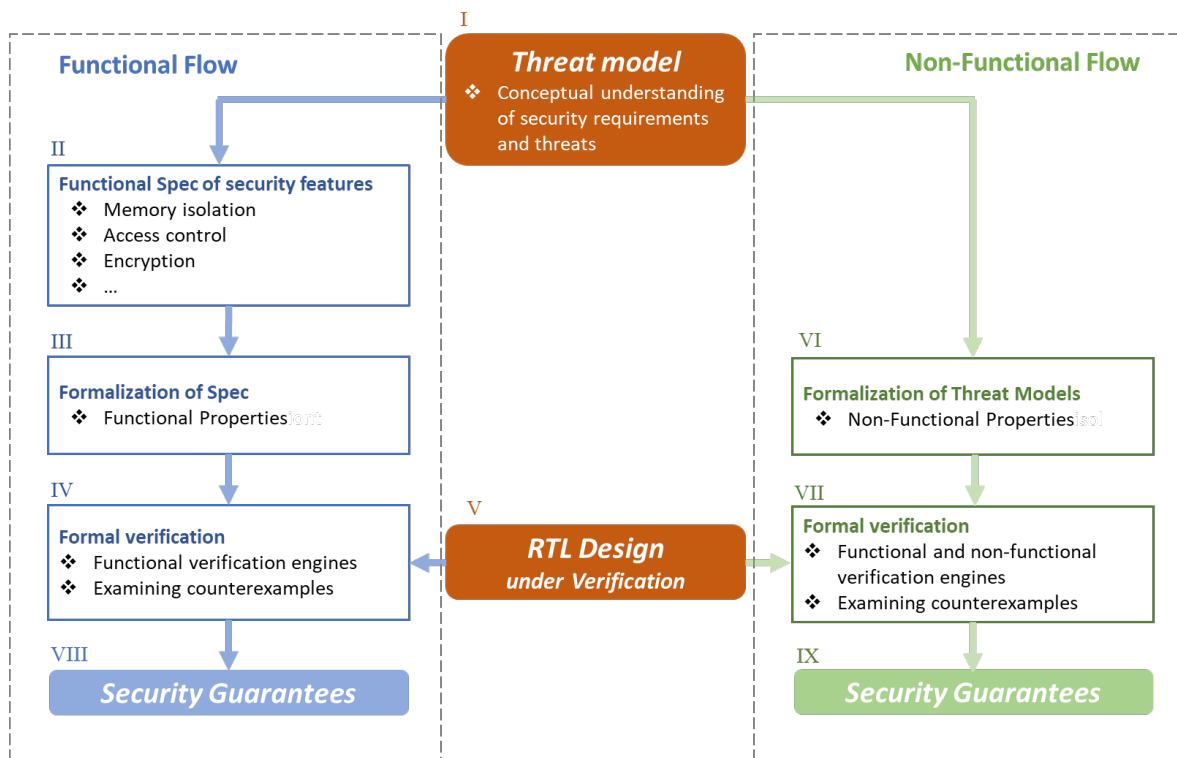 I
Threat model
❖ Conceptual understanding
of security requirements
and threats
Functional Flow
II
Functional Spec of security features
❖ Memory isolation
❖ Access control
❖ Encryption
❖ ...
III
Formalization of Spec
❖ Functional Properties
IV
Formal verification
❖ Functional verification engines
❖ Examining counterexamples
VIII
Security Guarantees
V
RTL Design
under Verification
Non-Functional Flow
VI
Formalization of Threat Models
❖ Non-Functional Properties
VII
Formal verification
❖ Functional and non-functional
verification engines
❖ Examining counterexamples
IX
Security Guarantees